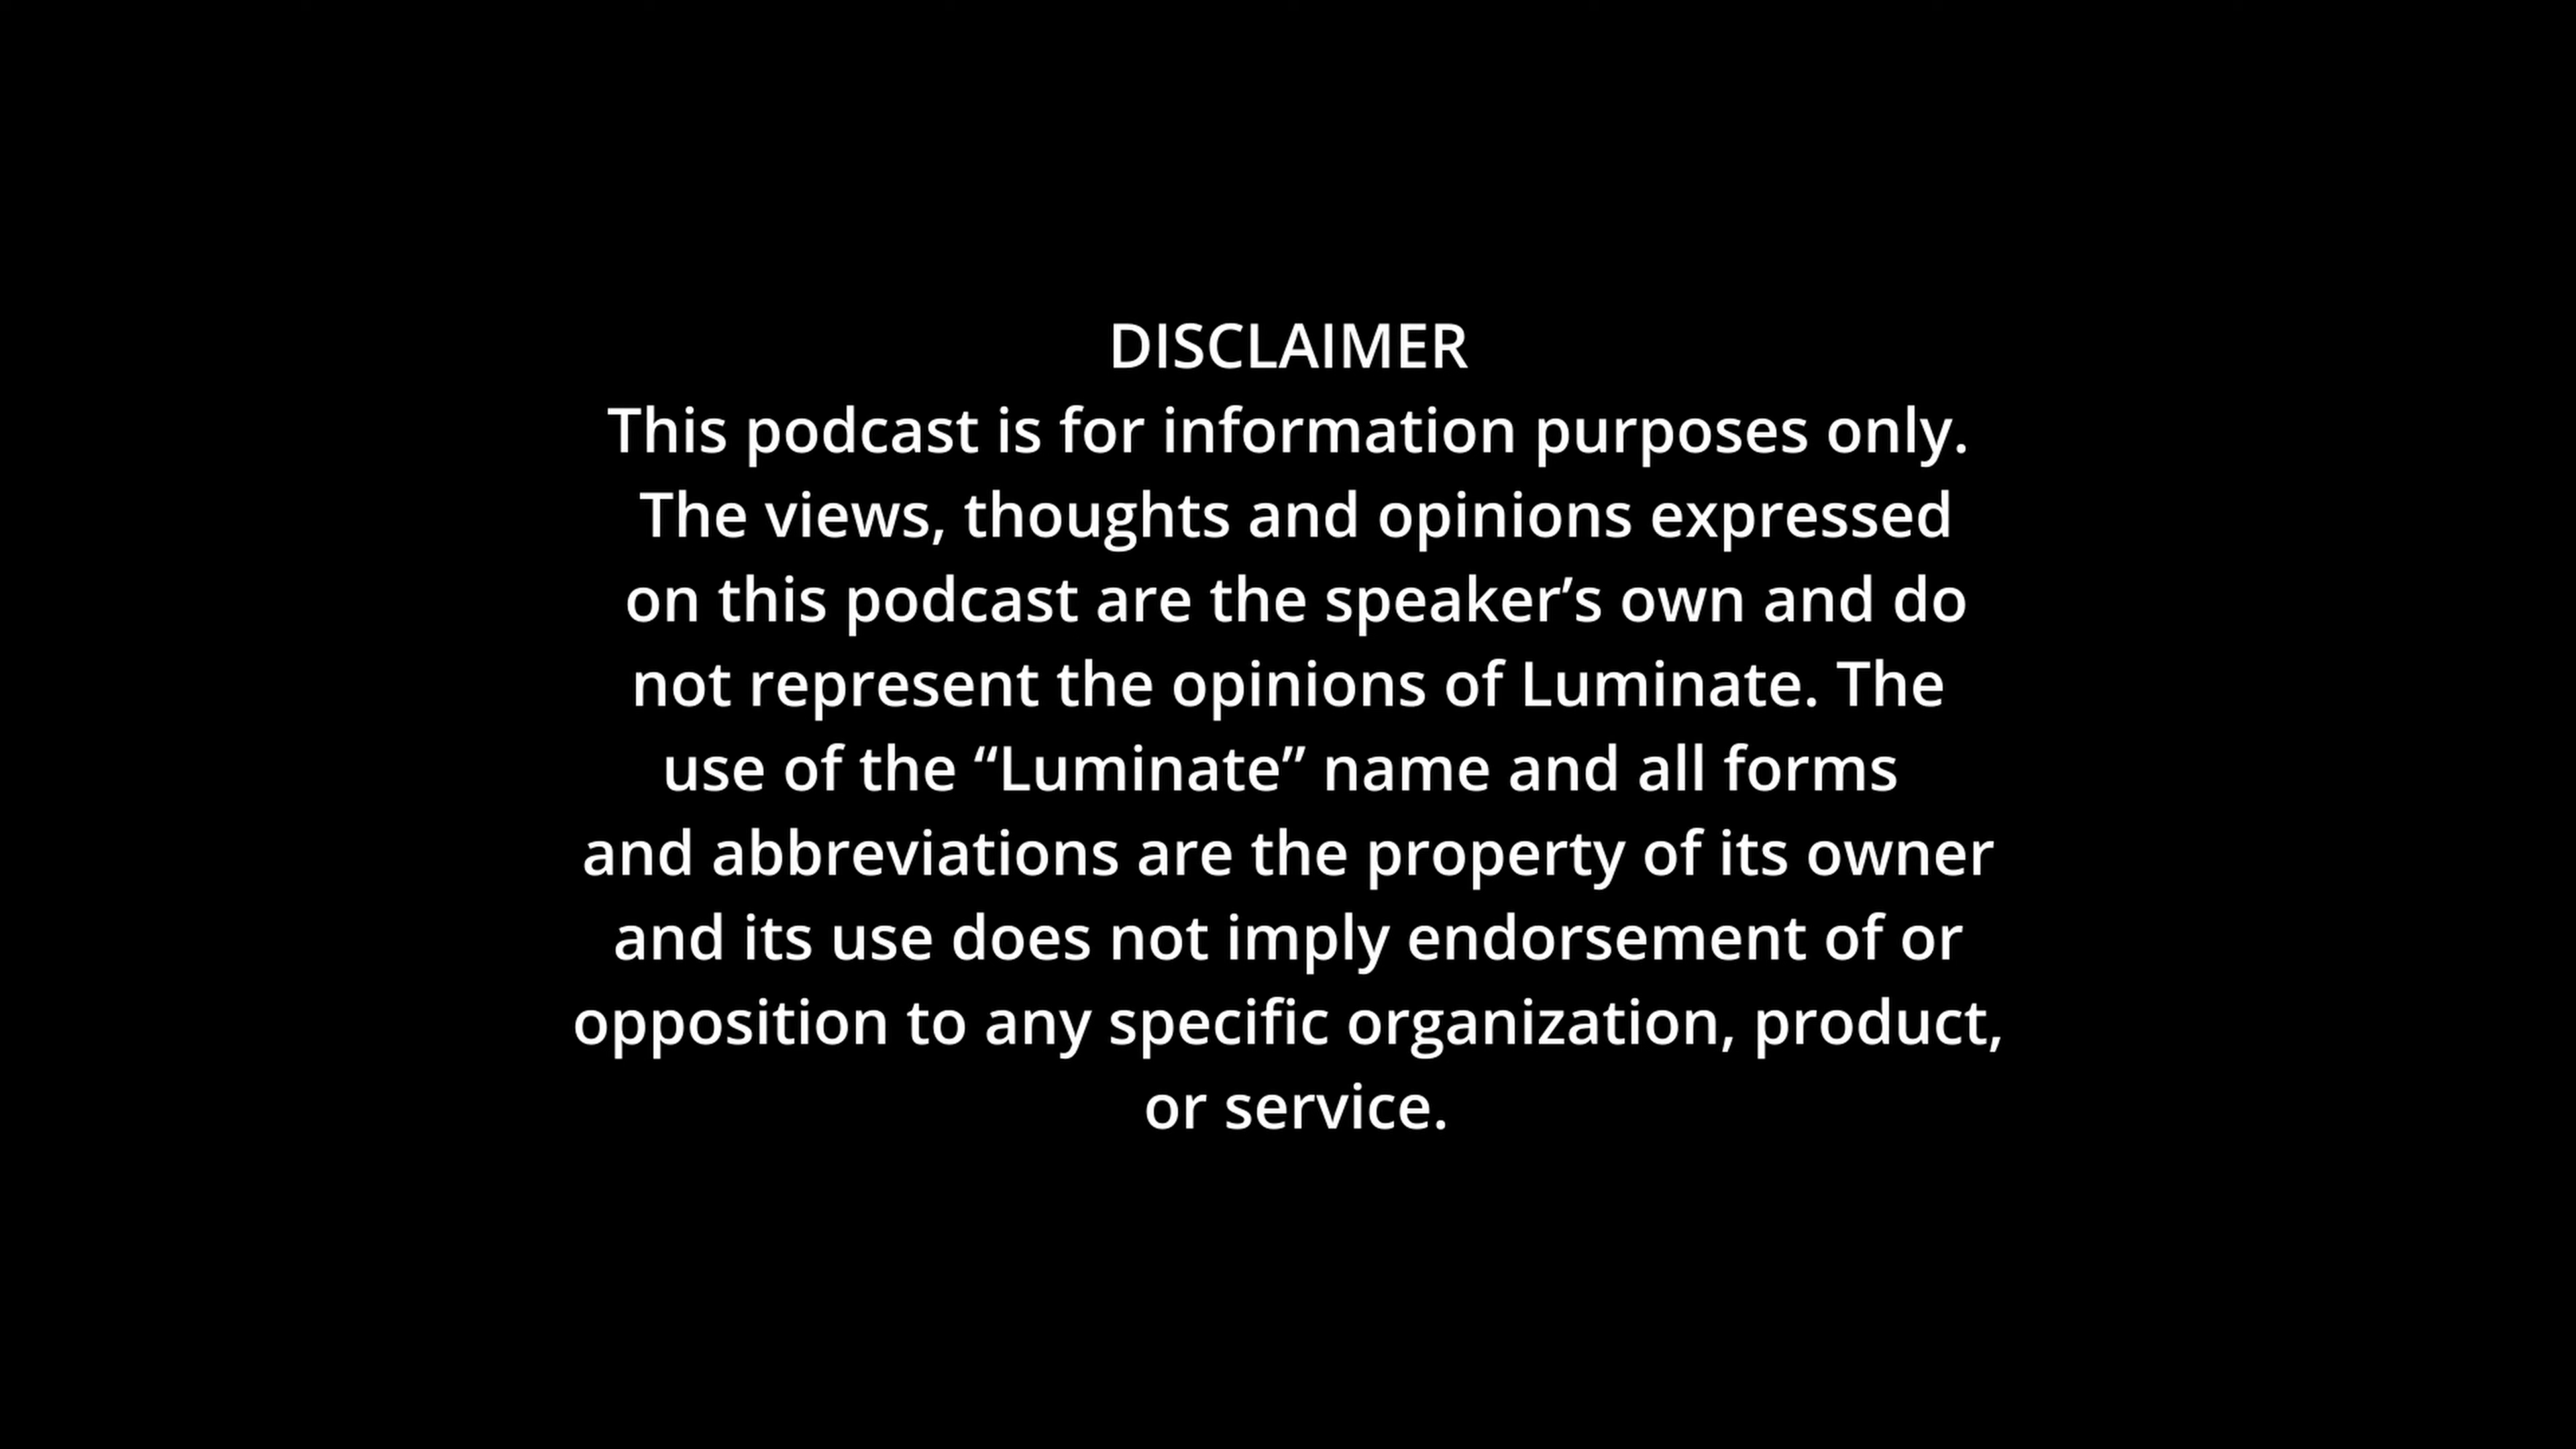 DISCLAIMER
This podcast is for information purposes only.
The views, thoughts and opinions expressed
on this podcast are the speaker’s own and do
not represent the opinions of Luminate. The
use of the “Luminate” name and all forms
and abbreviations are the property of its owner
and its use does not imply endorsement of or
opposition to any specific organization, product,
or service.